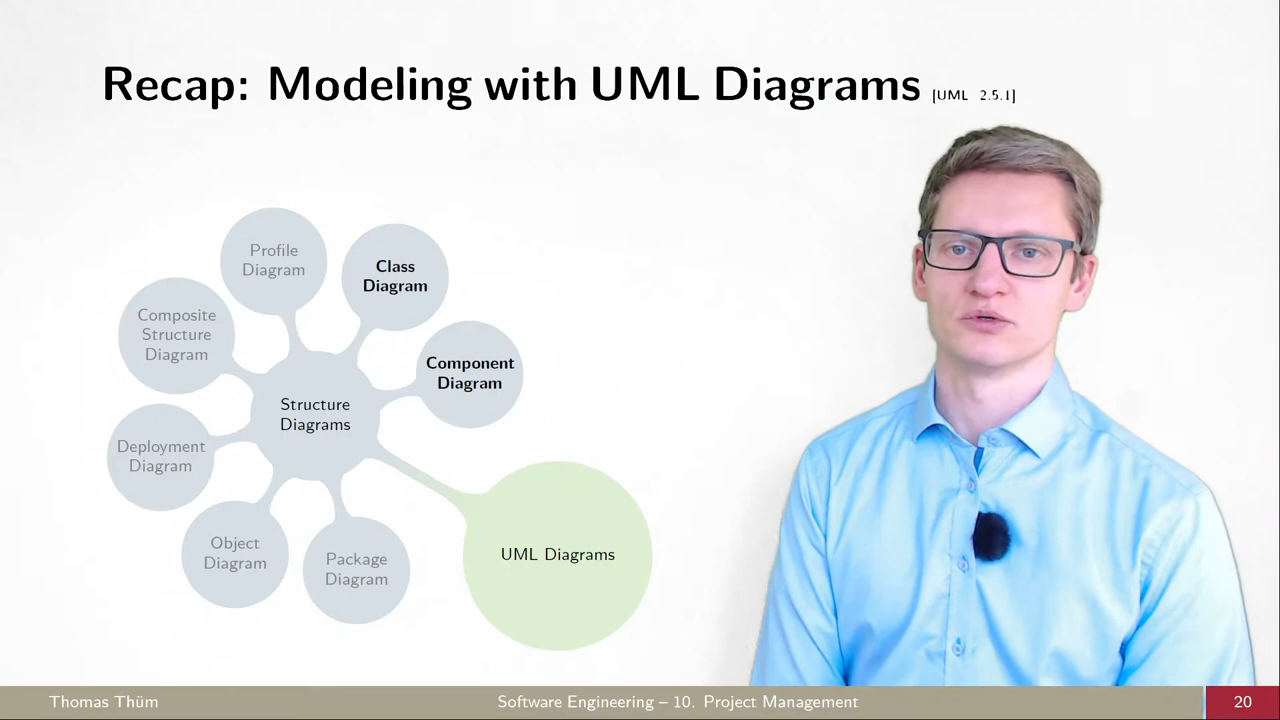 Recap: Modeling with UML Diagrams [UML 2.5.1]
Profile
Diagram
Class
Diagram
Composite
Structure
Diagram
Component
Diagram
Structure
Diagrams
Deployment
Diagram
Object
Diagram
Package
Diagram
UML Diagrams
Thomas Thüm
Software Engineering – 10. Project Management
20